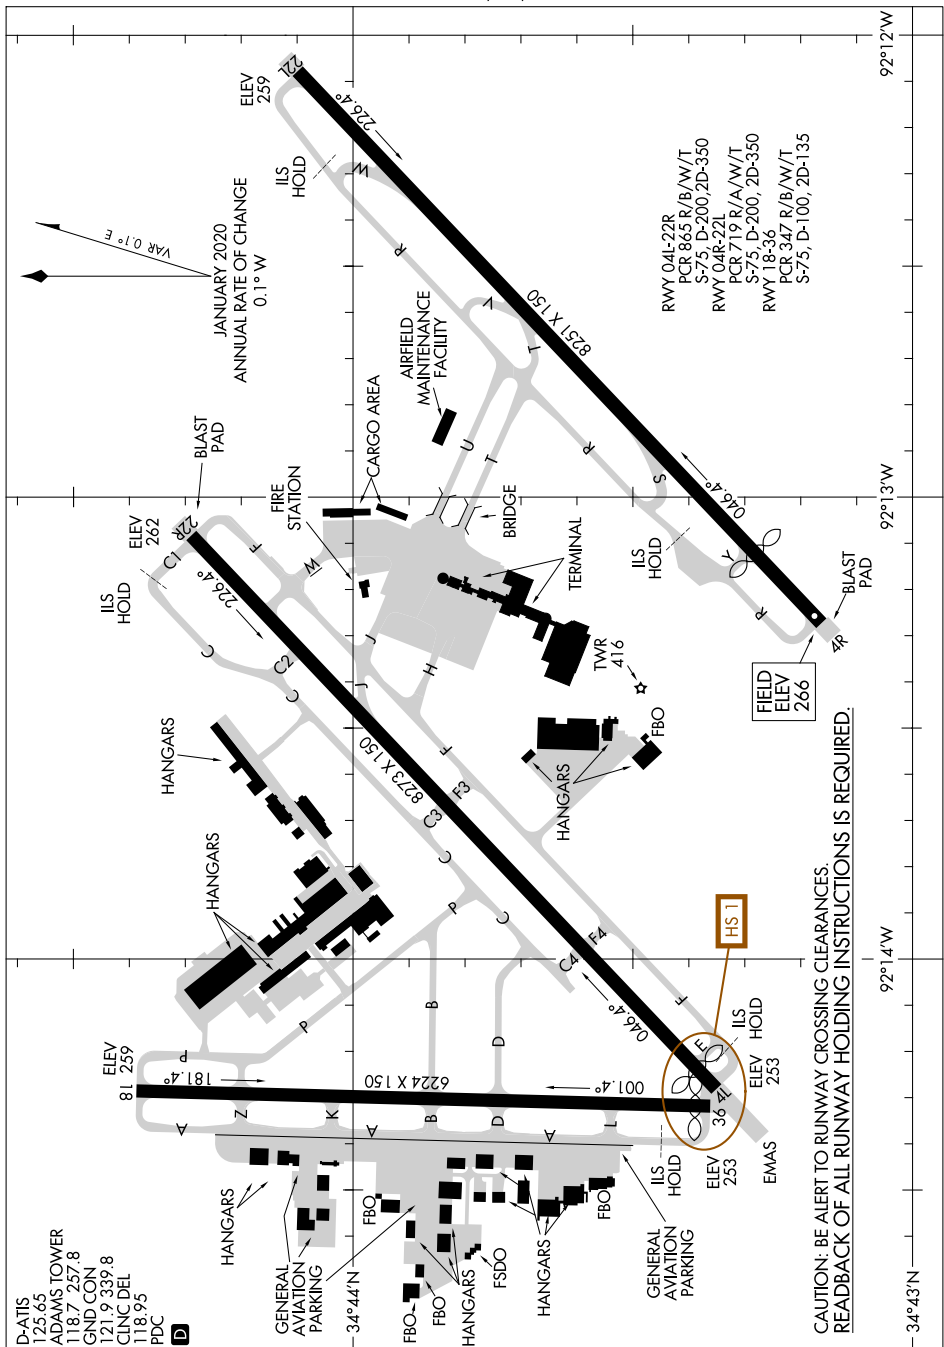 D-ATIS
125.65
ADAMS TOWER
118.7 257.8
GND CON
121.9 339.8
CLNC DEL
118.95
PDC
D
JANUARY 2020
ANNUAL RATE OF CHANGE
0.1° W
VAR 0.1° E
ELEV
259
22L
226.4°
ILS
HOLD
W
R
V
T
8251 X 150
RWY 04L-22R
PCR 865 R/B/W/T
S-75, D-200,2D-350
RWY 04R-22L
PCR 719 R/A/W/T
S-75, D-200, 2D-350
RWY 18-36
PCR 347 R/B/W/T
S-75, D-100, 2D-135
AIRFIELD
MAINTENANCE
FACILITY
CARGO AREA
FIRE
STATION
BLAST
PAD
ELEV
262
22R
C1
F
ILS
HOLD
226.4°
M
C
C2
C
J
J
H
U
T
BRIDGE
TERMINAL
R
S
046.4°
ILS
HOLD
Y
R
BLAST
PAD
4R
FIELD
ELEV
266
TWR
416
FBO
HANGARS
HANGARS
8273 X 150
F
F3
C3
C
HANGARS
P
C
F4
C4
046.4°
F
HS 1
B
D
P
P
ELEV
259
18
181.4°
6224 X 150
001.4°
E
ILS
HOLD
ELEV
253
4L
36
A
Z
K
A
B
D
A
L
ILS
HOLD
ELEV
253
EMAS
HANGARS
GENERAL
AVIATION
PARKING
FBO
FBO
FBO
HANGARS
FSDO
HANGARS
FBO
GENERAL
AVIATION
PARKING
CAUTION: BE ALERT TO RUNWAY CROSSING CLEARANCES.
READBACK OF ALL RUNWAY HOLDING INSTRUCTIONS IS REQUIRED.
92°12'W
92°13'W
92°14'W
34°44'N
34°43'N